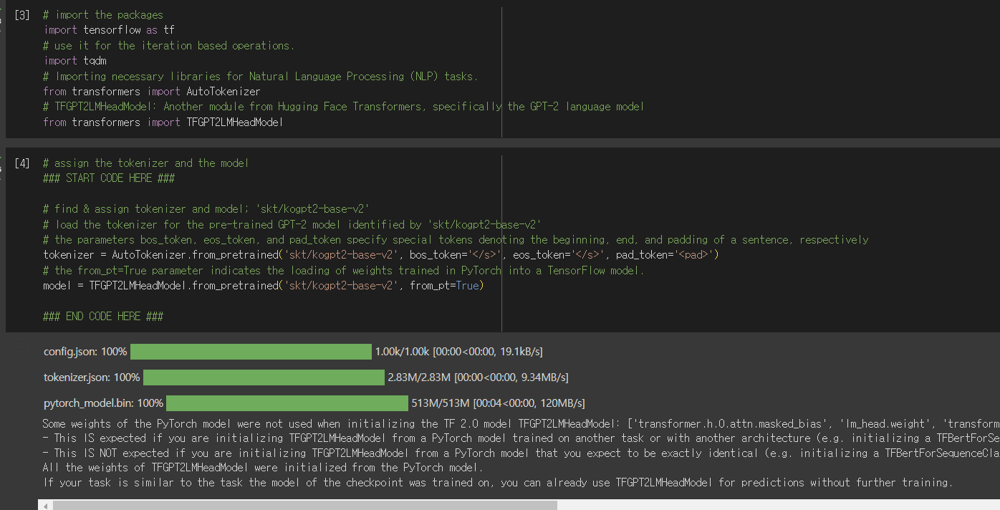 [3] # import the packages
import tensorflow as tf
# use it for the iteration based operations.
import tqdm
# Importing necessary libraries for Natural Language Processing (NLP) tasks.
from transformers import AutoTokenizer
# TFGPT2LMHeadModel: Another module from Hugging Face Transformers, specifically the GPT-2 language model
from transformers import TFGPT2LMHeadModel
[4] # assign the tokenizer and the model
### START CODE HERE ###
# find & assign tokenizer and model; 'skt/kogpt2-base-v2'
# load the tokenizer for the pre-trained GPT-2 model identified by 'skt/kogpt2-base-v2'
# the parameters bos_token, eos_token, and pad_token specify special tokens denoting the beginning, end, and padding of a sentence, respectively
tokenizer = AutoTokenizer.from_pretrained('skt/kogpt2-base-v2', bos_token='</s>', eos_token='</s>', pad_token='<pad>')
# the from_pt=True parameter indicates the loading of weights trained in PyTorch into a TensorFlow model.
model = TFGPT2LMHeadModel.from_pretrained('skt/kogpt2-base-v2', from_pt=True)
### END CODE HERE ###
config.json: 100% 1.00k/1.00k [00:00<00:00, 19.1kB/s]
tokenizer.json: 100% 2.83M/2.83M [00:00<00:00, 9.34MB/s]
pytorch_model.bin: 100% 513M/513M [00:04<00:00, 120MB/s]
Some weights of the PyTorch model were not used when initializing the TF 2.0 model TFGPT2LMHeadModel: ['transformer.h.0.attn.masked_bias', 'lm_head.weight', 'transform
- This IS expected if you are initializing TFGPT2LMHeadModel from a PyTorch model trained on another task or with another architecture (e.g. initializing a TFBertForSe
- This IS NOT expected if you are initializing TFGPT2LMHeadModel from a PyTorch model that you expect to be exactly identical (e.g. initializing a TFBertForSequenceCla
All the weights of TFGPT2LMHeadModel were initialized from the PyTorch model.
If your task is similar to the task the model of the checkpoint was trained on, you can already use TFGPT2LMHeadModel for predictions without further training.